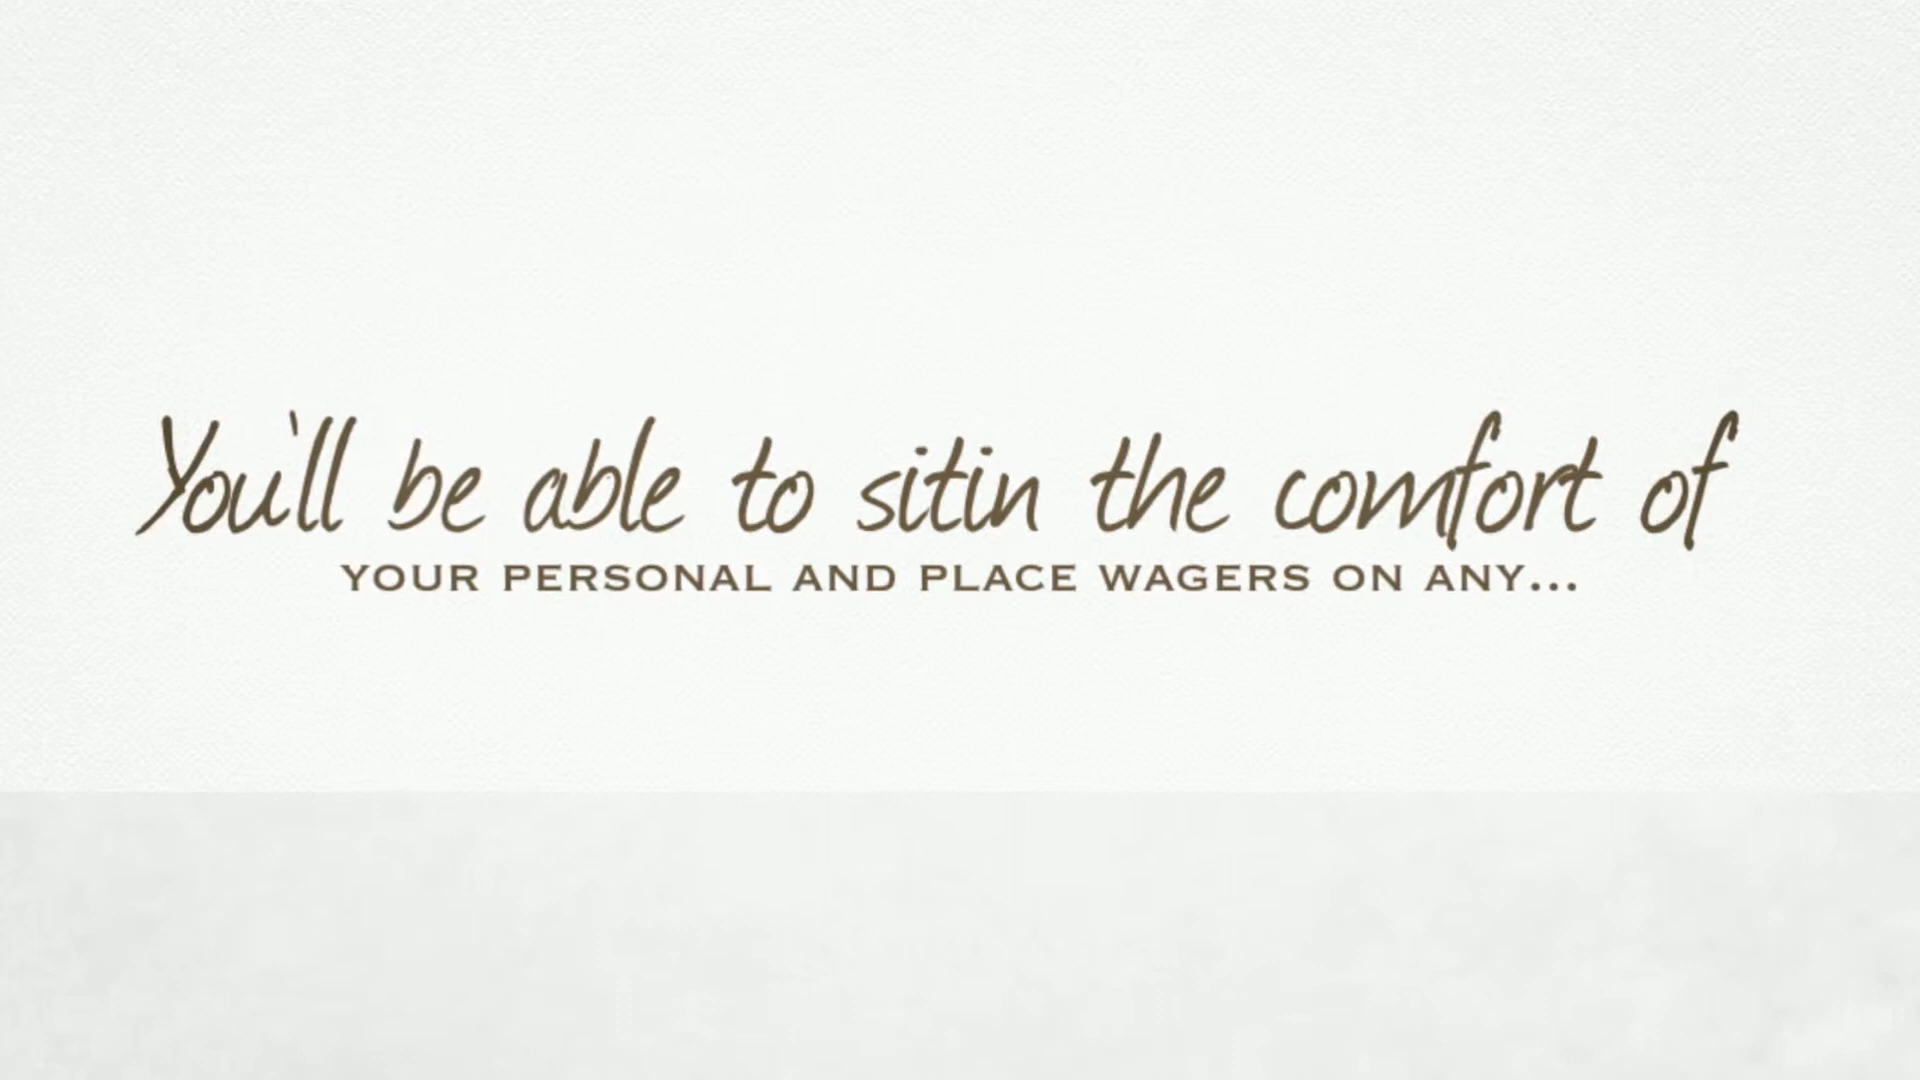 You'll be able to sitin the comfort of
YOUR PERSONAL AND PLACE WAGERS ON ANY...